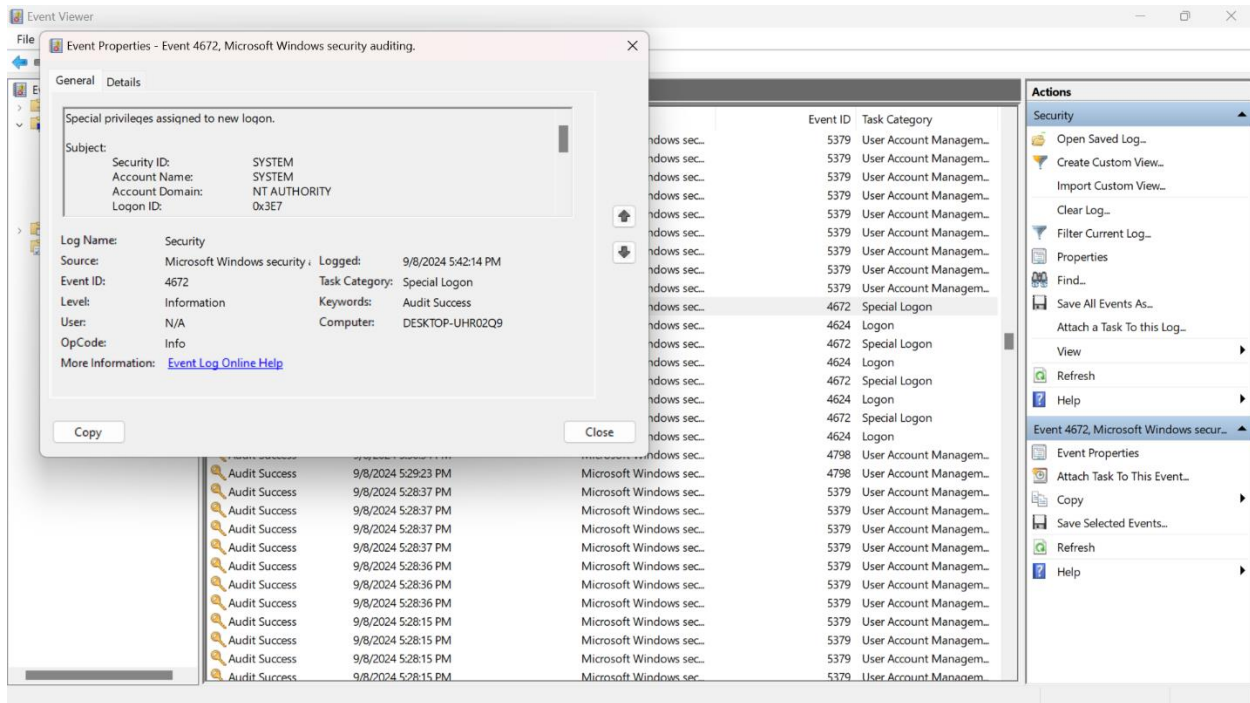 Event Viewer
File
Event Properties - Event 4672, Microsoft Windows security auditing.
General Details
Special privileges assigned to new logon.
Subject:
Security ID: SYSTEM
Account Name: SYSTEM
Account Domain: NT AUTHORITY
Logon ID: 0x3E7
Log Name: Security
Source: Microsoft Windows security Logged: 9/8/2024 5:42:14 PM
Event ID: 4672 Task Category: Special Logon
Level: Information Keywords: Audit Success
User: N/A Computer: DESKTOP-UHR02Q9
OpCode: Info
More Information: Event Log Online Help
Copy Close
Event ID Task Category
ndows sec... 5379 User Account Managem...
ndows sec... 5379 User Account Managem...
ndows sec... 5379 User Account Managem...
ndows sec... 5379 User Account Managem...
ndows sec... 5379 User Account Managem...
ndows sec... 5379 User Account Managem...
ndows sec... 5379 User Account Managem...
ndows sec... 5379 User Account Managem...
ndows sec... 5379 User Account Managem...
ndows sec... 4672 Special Logon
ndows sec... 4624 Logon
ndows sec... 4672 Special Logon
ndows sec... 4624 Logon
ndows sec... 4672 Special Logon
ndows sec... 4624 Logon
ndows sec... 4672 Special Logon
ndows sec... 4624 Logon
4798 User Account Managem...
Audit Success 9/8/2024 5:29:23 PM Microsoft Windows sec... 4798 User Account Managem...
Audit Success 9/8/2024 5:28:37 PM Microsoft Windows sec... 5379 User Account Managem...
Audit Success 9/8/2024 5:28:37 PM Microsoft Windows sec... 5379 User Account Managem...
Audit Success 9/8/2024 5:28:37 PM Microsoft Windows sec... 5379 User Account Managem...
Audit Success 9/8/2024 5:28:37 PM Microsoft Windows sec... 5379 User Account Managem...
Audit Success 9/8/2024 5:28:36 PM Microsoft Windows sec... 5379 User Account Managem...
Audit Success 9/8/2024 5:28:36 PM Microsoft Windows sec... 5379 User Account Managem...
Audit Success 9/8/2024 5:28:36 PM Microsoft Windows sec... 5379 User Account Managem...
Audit Success 9/8/2024 5:28:15 PM Microsoft Windows sec... 5379 User Account Managem...
Audit Success 9/8/2024 5:28:15 PM Microsoft Windows sec... 5379 User Account Managem...
Audit Success 9/8/2024 5:28:15 PM Microsoft Windows sec... 5379 User Account Managem...
Audit Success 9/8/2024 5:28:15 PM Microsoft Windows sec... 5379 User Account Managem...
Actions
Security
Open Saved Log...
Create Custom View...
Import Custom View...
Clear Log...
Filter Current Log...
Properties
Find...
Save All Events As...
Attach a Task To this Log...
View
Refresh
Help
Event 4672, Microsoft Windows secur...
Event Properties
Attach Task To This Event...
Copy
Save Selected Events...
Refresh
Help